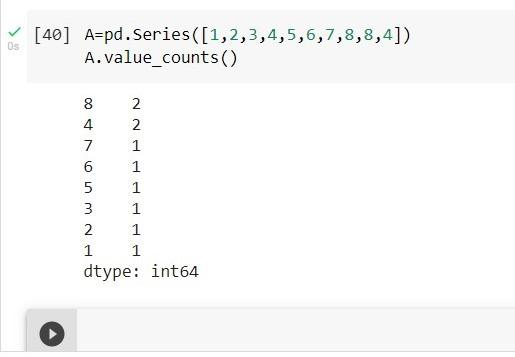 [40] A=pd.Series([1,2,3,4,5,6,7,8,8,4])
0s
A.value_counts()
8    2
4    2
7    1
6    1
5    1
3    1
2    1
1    1
dtype: int64